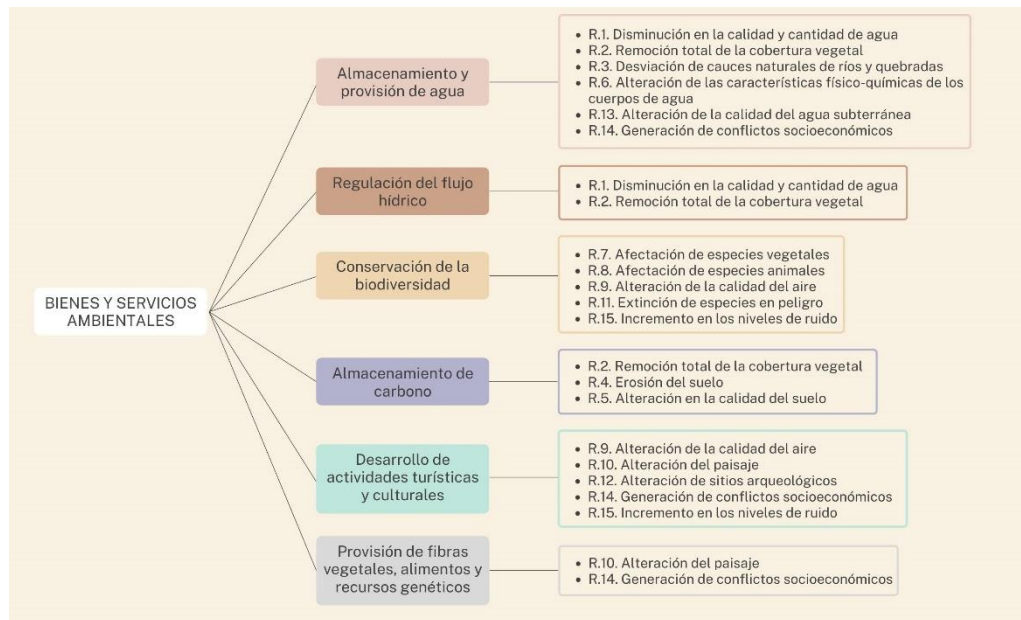 BIENES Y SERVICIOS
AMBIENTALES
Almacenamiento y
provisión de agua
• R.1. Disminución en la calidad y cantidad de agua
• R.2. Remoción total de la cobertura vegetal
• R.3. Desviación de cauces naturales de ríos y quebradas
• R.6. Alteración de las características físico-químicas de los
cuerpos de agua
• R.13. Alteración de la calidad del agua subterránea
• R.14. Generación de conflictos socioeconómicos
Regulación del flujo
hídrico
• R.1. Disminución en la calidad y cantidad de agua
• R.2. Remoción total de la cobertura vegetal
Conservación de la
biodiversidad
• R.7. Afectación de especies vegetales
• R.8. Afectación de especies animales
• R.9. Alteración de la calidad del aire
• R.11. Extinción de especies en peligro
• R.15. Incremento en los niveles de ruido
Almacenamiento de
carbono
• R.2. Remoción total de la cobertura vegetal
• R.4. Erosión del suelo
• R.5. Alteración en la calidad del suelo
Desarrollo de
actividades turísticas
y culturales
• R.9. Alteración de la calidad del aire
• R.10. Alteración del paisaje
• R.12. Alteración de sitios arqueológicos
• R.14. Generación de conflictos socioeconómicos
• R.15. Incremento en los niveles de ruido
Provisión de fibras
vegetales, alimentos y
recursos genéticos
• R.10. Alteración del paisaje
• R.14. Generación de conflictos socioeconómicos